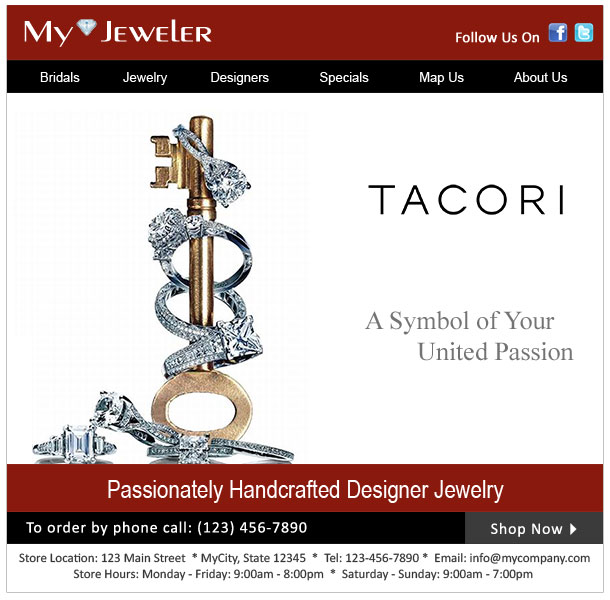 My Jeweler
Follow Us On
Bridals Jewelry Designers Specials Map Us About Us
TACORI
A Symbol of Your
United Passion
Passionately Handcrafted Designer Jewelry
To order by phone call: (123) 456-7890
Shop Now
Store Location: 123 Main Street * MyCity, State 12345 * Tel: 123-456-7890 * Email: info@mycompany.com
Store Hours: Monday - Friday: 9:00am - 8:00pm * Saturday - Sunday: 9:00am - 7:00pm